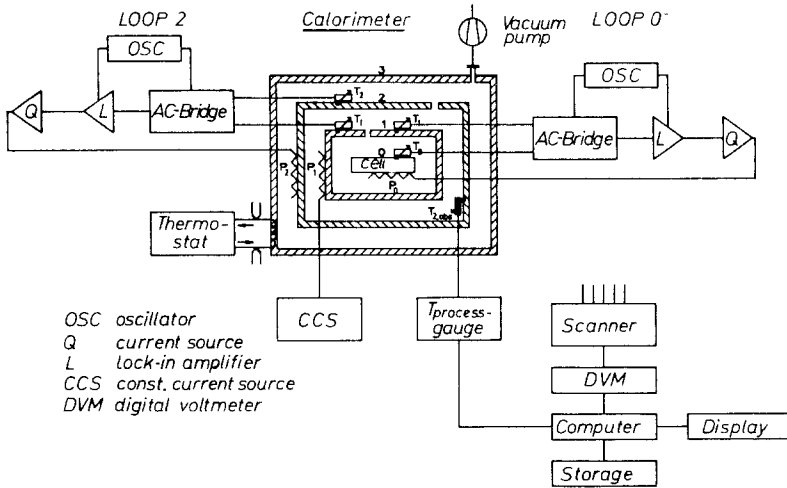 LOOP 2
Calorimeter
Vacuum
pump
LOOP 0
OSC
OSC
3
T2
2
Q
L
AC-Bridge
T1
1
T1
AC-Bridge
L
Q
0
T0
Cell
P2
P1
P0
T2,abs
Thermo-
stat
CCS
Tprocess-
gauge
Scanner
DVM
Computer
Display
Storage
OSC oscillator
Q current source
L lock-in amplifier
CCS const. current source
DVM digital voltmeter